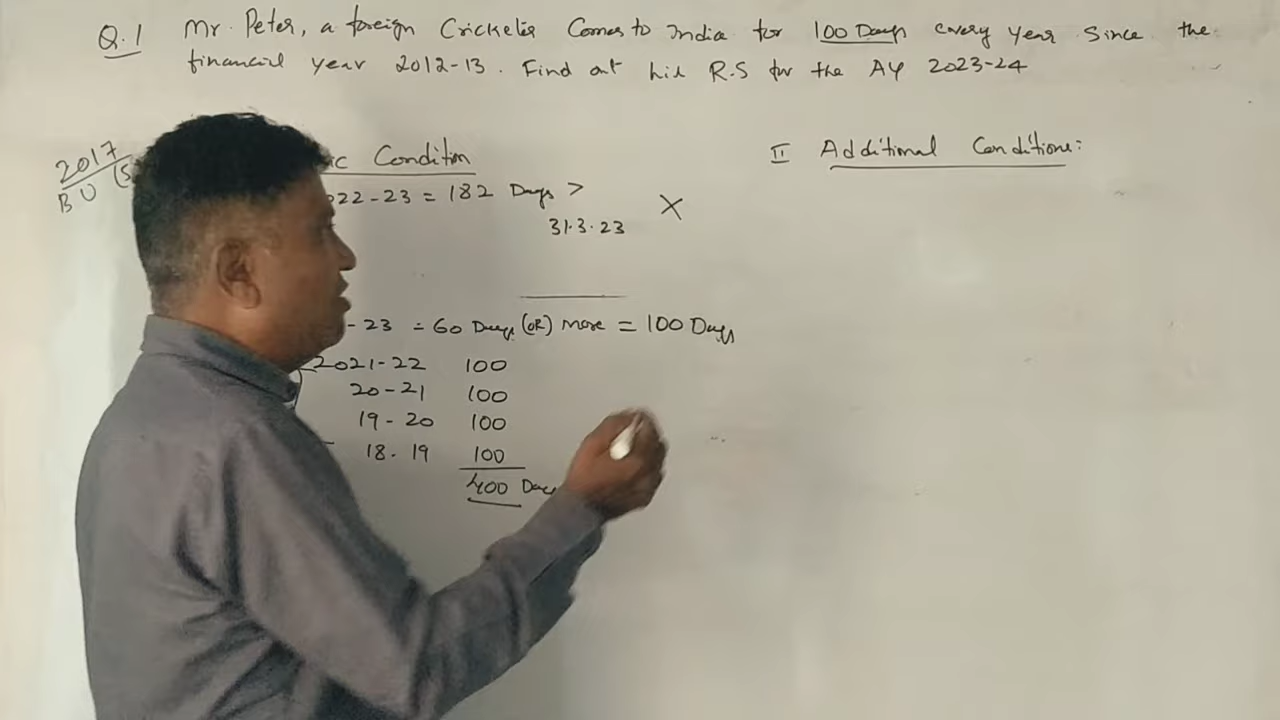 Q.1 Mr. Peter, a foreign Cricketer Comes to India for 100 Days every year since the
financial year 2012-13. Find out his R.S for the AY 2023-24
2017
BU (S
ic Condition
022-23 = 182 Days >
31.3.23 X
- 23 = 60 Days (OR) More = 100 Days
2021-22 100
20-21 100
19-20 100
18-19 100
400 Days
II Additional Conditions: